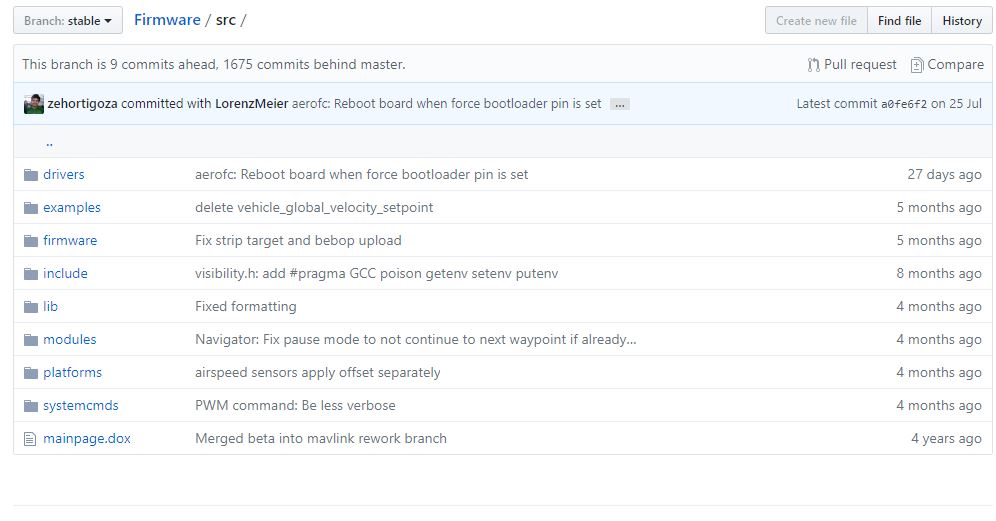 Branch: stable Firmware / src / Create new file Find file History
This branch is 9 commits ahead, 1675 commits behind master. Pull request Compare
zehortigoza committed with LorenzMeier aerofc: Reboot board when force bootloader pin is set ... Latest commit a0fe6f2 on 25 Jul
..
drivers aerofc: Reboot board when force bootloader pin is set 27 days ago
examples delete vehicle_global_velocity_setpoint 5 months ago
firmware Fix strip target and bebop upload 5 months ago
include visibility.h: add #pragma GCC poison getenv setenv putenv 8 months ago
lib Fixed formatting 4 months ago
modules Navigator: Fix pause mode to not continue to next waypoint if already… 4 months ago
platforms airspeed sensors apply offset separately 4 months ago
systemcmds PWM command: Be less verbose 4 months ago
mainpage.dox Merged beta into mavlink rework branch 4 years ago